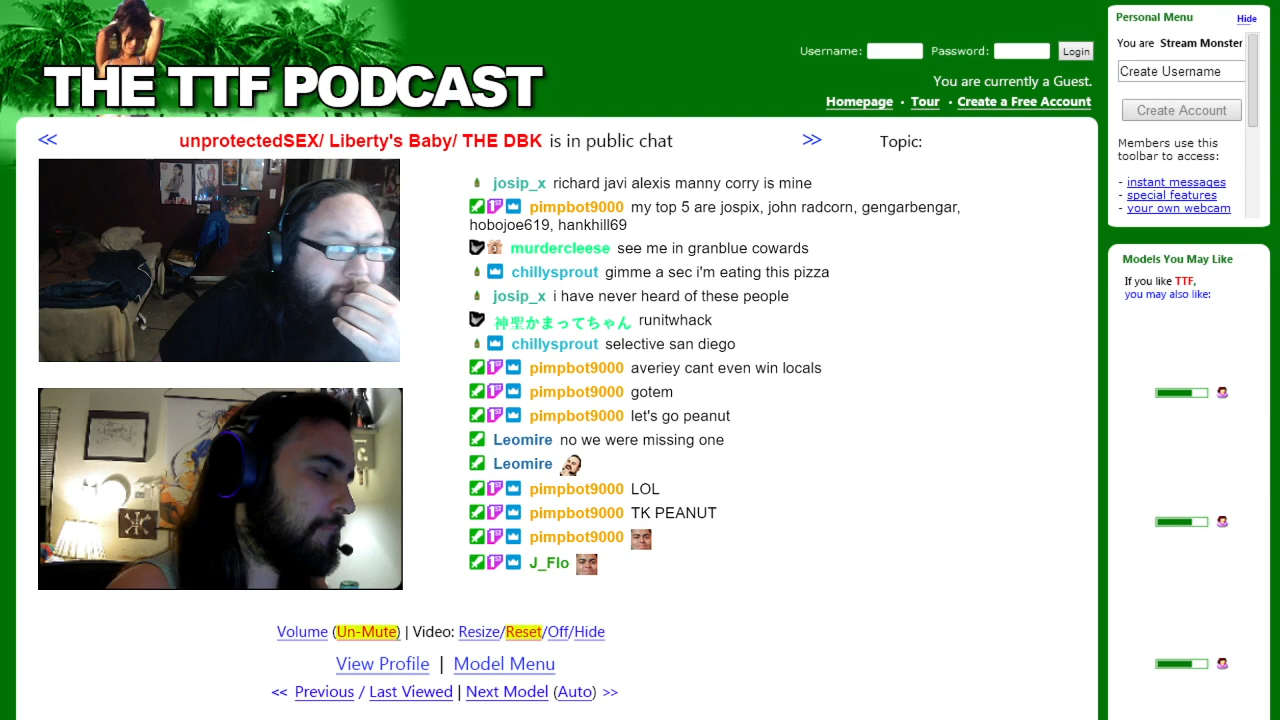 THE TTF PODCAST
Username: Password: Login
You are currently a Guest.
Homepage • Tour • Create a Free Account
<< unprotectedSEX/ Liberty's Baby/ THE DBK is in public chat >> Topic:
josip_x richard javi alexis manny corry is mine
pimpbot9000 my top 5 are jospix, john radcorn, gengarbengar,
hobojoe619, hankhill69
murdercleese see me in granblue cowards
chillysprout gimme a sec i'm eating this pizza
josip_x i have never heard of these people
神聖かまってちゃん runitwhack
chillysprout selective san diego
1ST pimpbot9000 averiey cant even win locals
1ST pimpbot9000 gotem
1ST pimpbot9000 let's go peanut
Leomire no we were missing one
Leomire
1ST pimpbot9000 LOL
1ST pimpbot9000 TK PEANUT
1ST pimpbot9000
1ST J_Flo
Volume (Un-Mute) | Video: Resize/Reset/Off/Hide
View Profile | Model Menu
<< Previous / Last Viewed | Next Model (Auto) >>
Personal Menu Hide
You are Stream Monster
Create Username
Create Account
Members use this
toolbar to access:
- instant messages
- special features
- your own webcam
Models You May Like
If you like TTF,
you may also like: